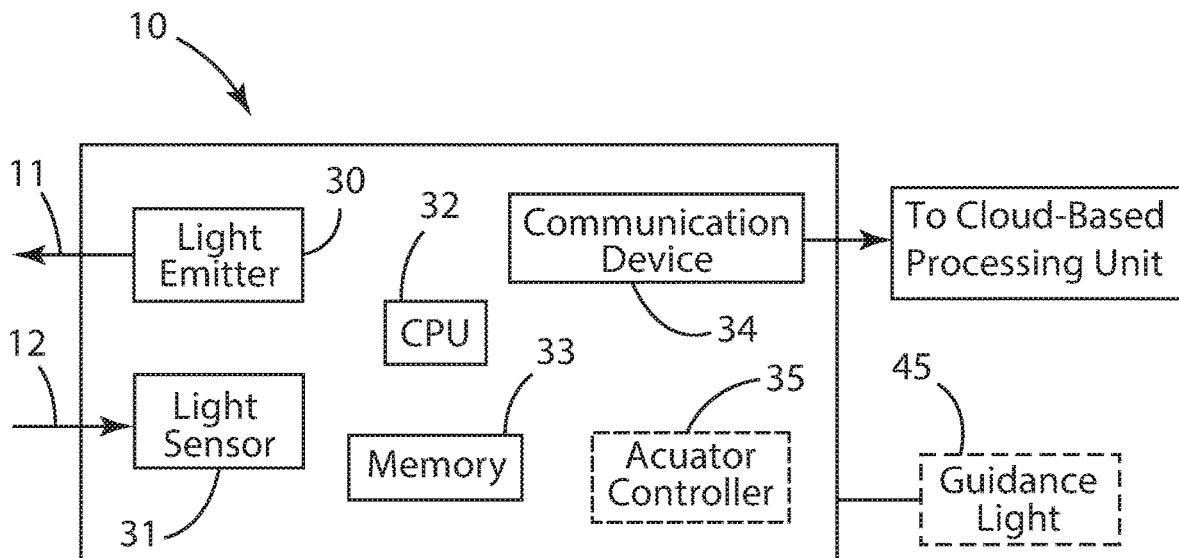 10
11
30
Light
Emitter
32
CPU
Communication
Device
34
To Cloud-Based
Processing Unit
12
Light
Sensor
31
33
Memory
35
Acuator
Controller
45
Guidance
Light